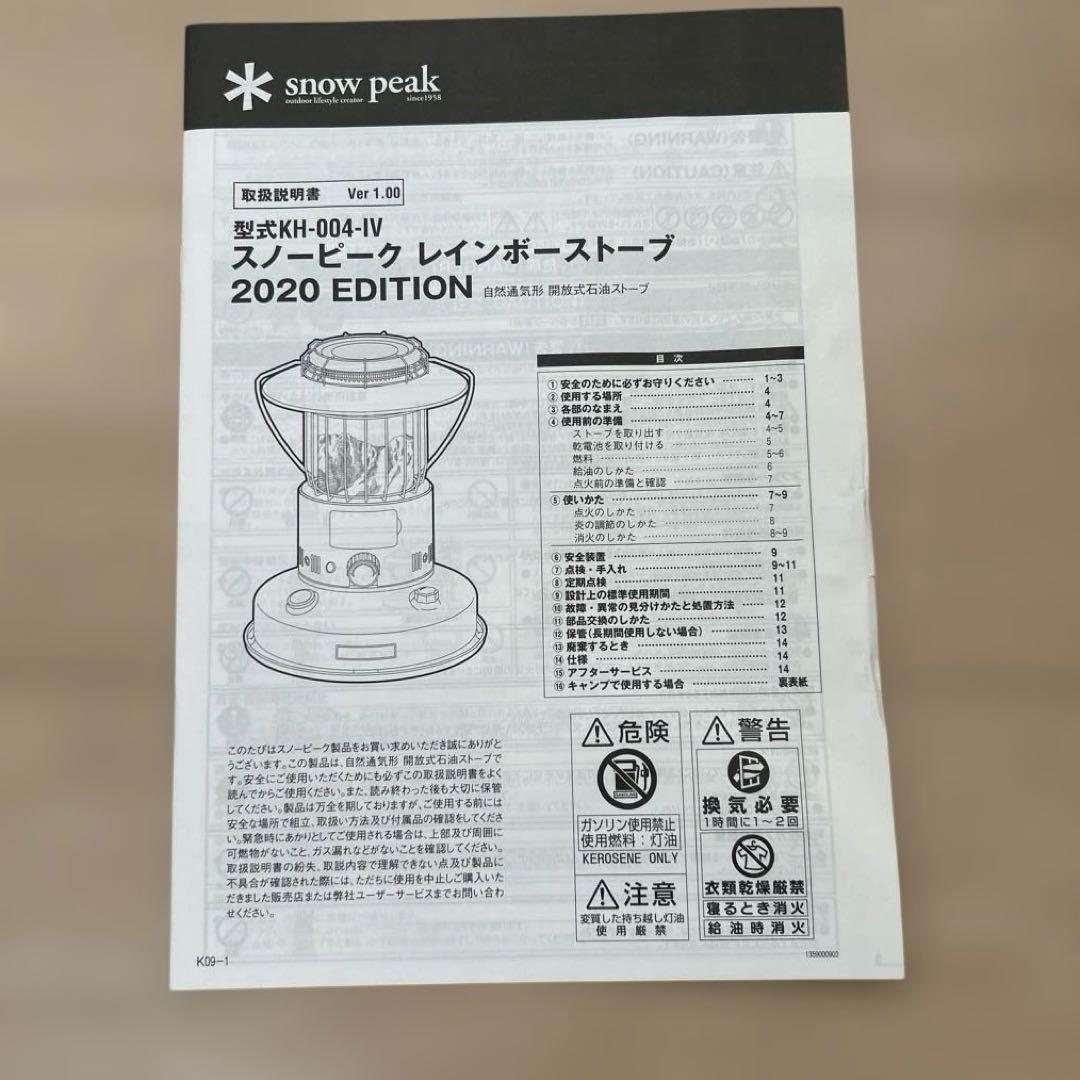 snow peak
outdoor lifestyle creator since1958
取扱説明書 Ver 1.00
型式KH-004-IV
スノーピーク レインボーストーブ
2020 EDITION 自然通気形 開放式石油ストーブ
目 次
① 安全のために必ずお守りください ……… 1~3
② 使用する場所 ……… 4
③ 各部のなまえ ……… 4
④ 使用前の準備 ……… 4~7
ストーブを取り出す ……… 4~5
乾電池を取り付ける ……… 5
燃料 ……… 5~6
給油のしかた ……… 6
点火前の準備と確認 ……… 7
⑤ 使いかた ……… 7~9
点火のしかた ……… 7
炎の調節のしかた ……… 8
消火のしかた ……… 8~9
⑥ 安全装置 ……… 9
⑦ 点検・手入れ ……… 9~11
⑧ 定期点検 ……… 11
⑨ 設計上の標準使用期間 ……… 11
⑩ 故障・異常の見分けかたと処置方法 …… 12
⑪ 部品交換のしかた ……… 12
⑫ 保管(長期間使用しない場合) ……… 13
⑬ 廃棄するとき ……… 14
⑭ 仕様 ……… 14
⑮ アフターサービス ……… 14
⑯ キャンプで使用する場合 ……… 裏表紙
このたびはスノーピーク製品をお買い求めいただき誠にありがと
うございます。この製品は、自然通気形 開放式石油ストーブで
す。安全にご使用いただくためにも必ずこの取扱説明書をよく
読んでからご使用ください。また、読み終わった後も大切に保管
してください。製品は万全を期しておりますが、ご使用する前には
安全な場所で組立、取扱い方法及び付属品の確認をしてくださ
い。緊急時にあかりとしてご使用される場合は、上部及び周囲に
可燃物がないこと、ガス漏れなどがないことを確認してください。
取扱説明書の紛失、取説内容で理解できない点及び製品に
不具合が確認された際には、ただちに使用を中止しご購入いた
だきました販売店または弊社ユーザーサービスまでお問い合わ
せください。
危険
GASOLINE
ガソリン使用禁止
使用燃料：灯油
KEROSENE ONLY
注意
変質した持ち越し灯油
使用厳禁
警告
換気必要
1時間に1～2回
衣類乾燥厳禁
寝るとき消火
給油時消火
K09-1
1359000903